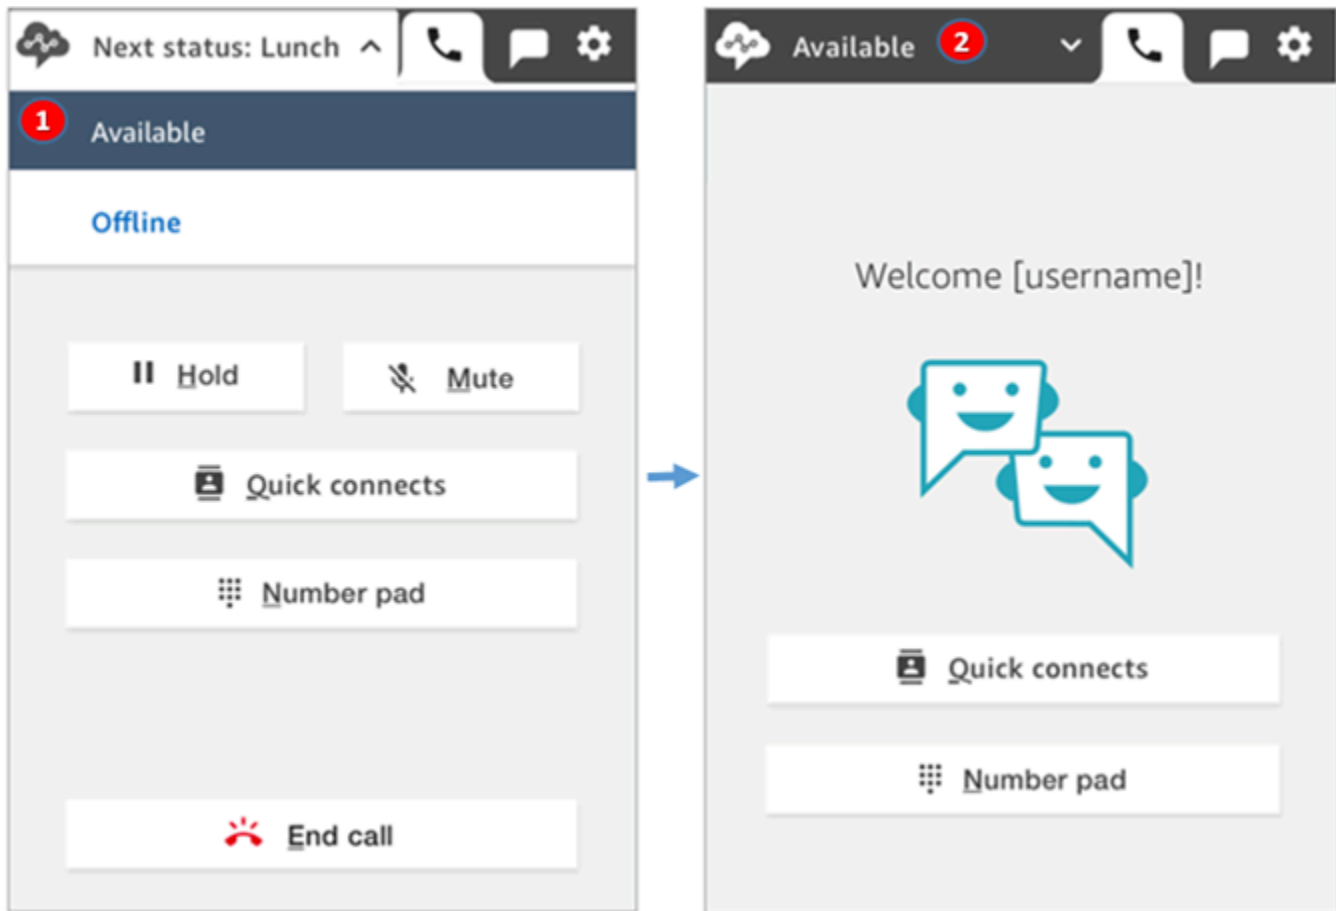 Next status: Lunch
1
Available
Offline
Hold
Mute
Quick connects
Number pad
End call
Available
2
Welcome [username]!
Quick connects
Number pad